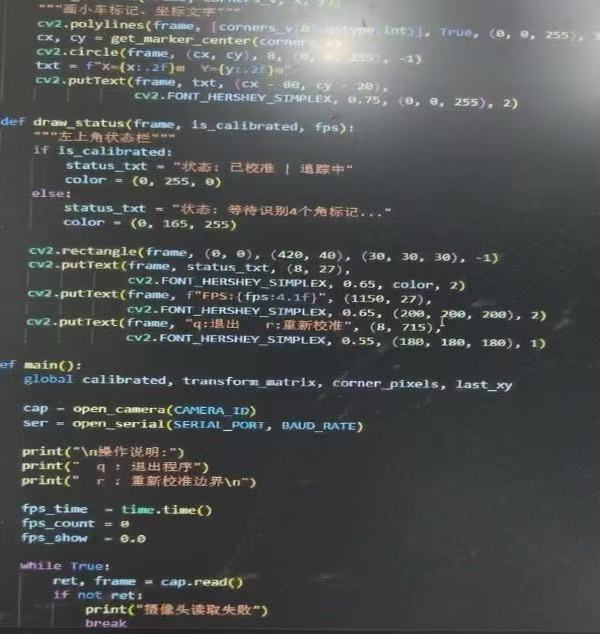 """画小车标记、坐标文字"""
cv2.polylines(frame, [corners_v[0].astype(int)], True, (0, 0, 255), 3
cx, cy = get_marker_center(corners
cv2.circle(frame, (cx, cy), 8, (0, 0, 255), -1)
txt = f"X={x:.2f}m  Y={y:.2f}m"
cv2.putText(frame, txt, (cx - 80, cy - 20),
cv2.FONT_HERSHEY_SIMPLEX, 0.75, (0, 0, 255), 2)
def draw_status(frame, is_calibrated, fps):
"""左上角状态栏"""
if is_calibrated:
status_txt = "状态: 已校准 | 追踪中"
color = (0, 255, 0)
else:
status_txt = "状态: 等待识别4个角标记..."
color = (0, 165, 255)
cv2.rectangle(frame, (0, 0), (420, 40), (30, 30, 30), -1)
cv2.putText(frame, status_txt, (8, 27),
cv2.FONT_HERSHEY_SIMPLEX, 0.65, color, 2)
cv2.putText(frame, f"FPS:{fps:4.1f}", (1150, 27),
cv2.FONT_HERSHEY_SIMPLEX, 0.65, (200, 200, 200), 2)
cv2.putText(frame, "q:退出   r:重新校准", (8, 715),
cv2.FONT_HERSHEY_SIMPLEX, 0.55, (180, 180, 180), 1)
ef main():
global calibrated, transform_matrix, corner_pixels, last_xy
cap = open_camera(CAMERA_ID)
ser = open_serial(SERIAL_PORT, BAUD_RATE)
print("\n操作说明:")
print("  q : 退出程序")
print("  r : 重新校准边界\n")
fps_time  = time.time()
fps_count = 0
fps_show  = 0.0
while True:
ret, frame = cap.read()
if not ret:
print("摄像头读取失败")
break